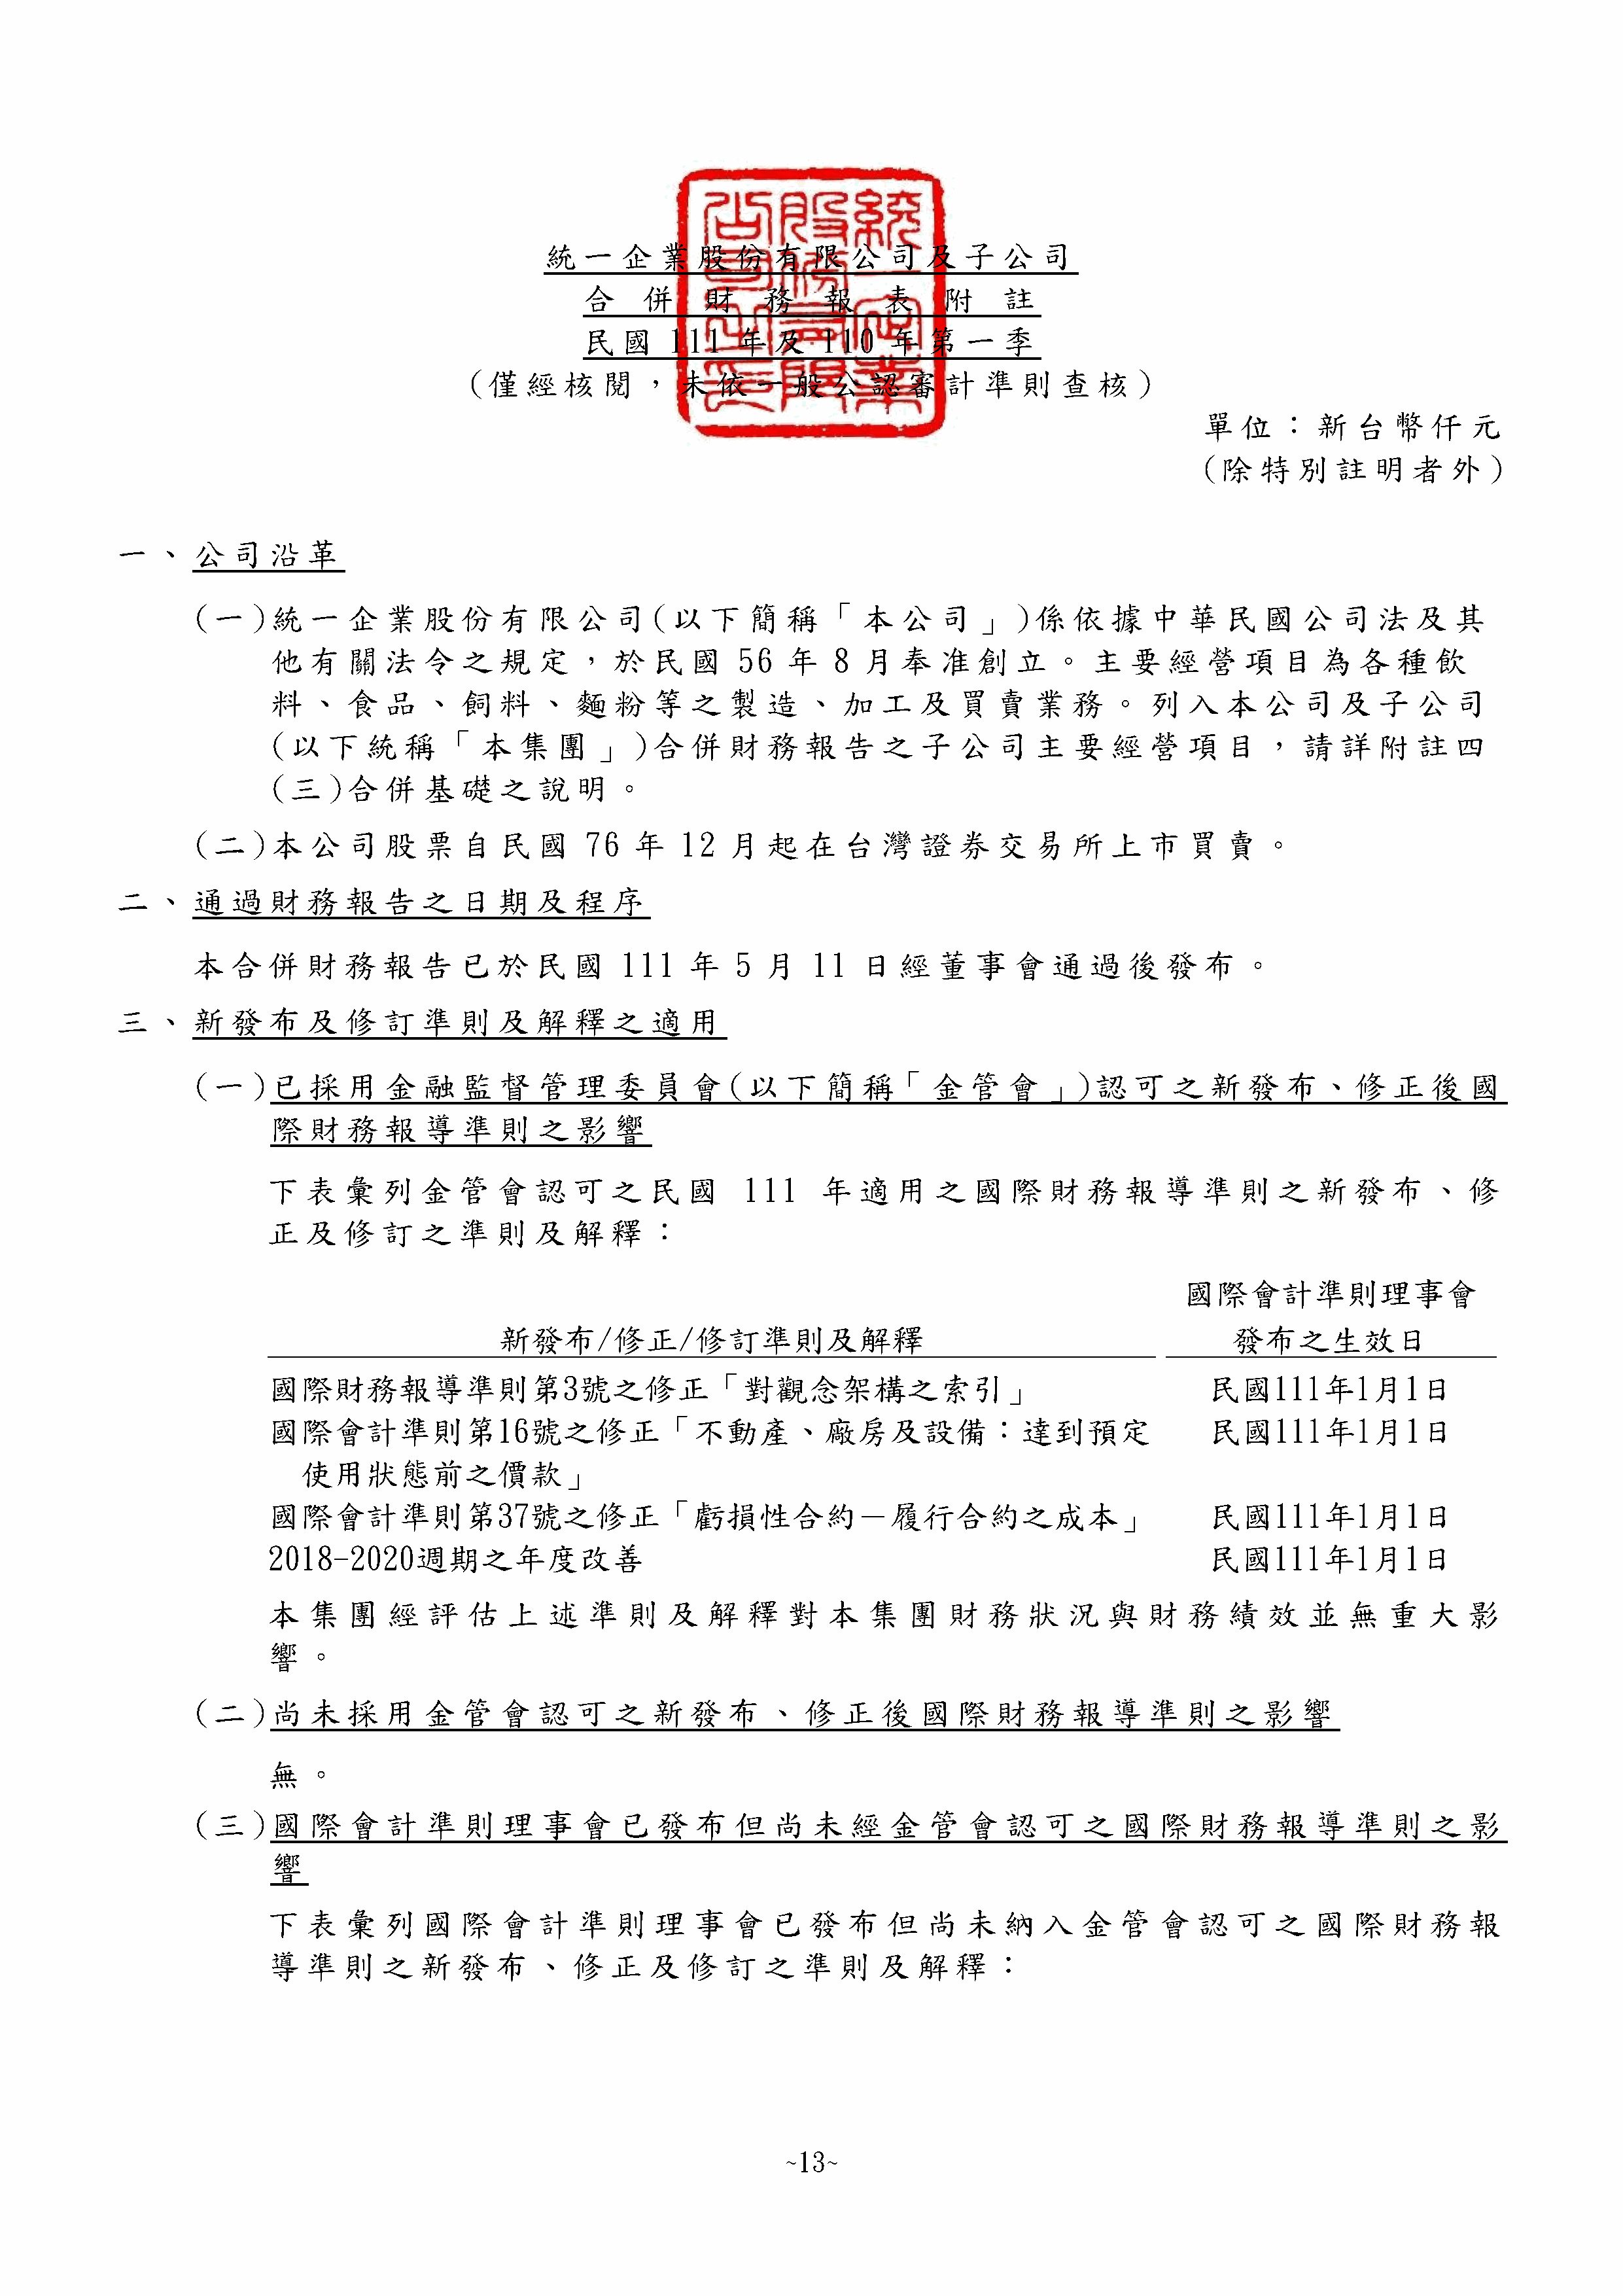 統一企業股份有限公司及子公司
合併財務報表附註
民國 111 年及 110 年第一季
(僅經核閱，未依一般公認審計準則查核)
單位：新台幣仟元
(除特別註明者外)
一、公司沿革
(一)統一企業股份有限公司(以下簡稱「本公司」)係依據中華民國公司法及其
他有關法令之規定，於民國 56 年 8 月奉准創立。主要經營項目為各種飲
料、食品、飼料、麵粉等之製造、加工及買賣業務。列入本公司及子公司
(以下統稱「本集團」)合併財務報告之子公司主要經營項目，請詳附註四
(三)合併基礎之說明。
(二)本公司股票自民國 76 年 12 月起在台灣證券交易所上市買賣。
二、通過財務報告之日期及程序
本合併財務報告已於民國 111 年 5 月 11 日經董事會通過後發布。
三、新發布及修訂準則及解釋之適用
(一)已採用金融監督管理委員會(以下簡稱「金管會」)認可之新發布、修正後國
際財務報導準則之影響
下表彙列金管會認可之民國 111 年適用之國際財務報導準則之新發布、修
正及修訂之準則及解釋：
國際會計準則理事會
新發布/修正/修訂準則及解釋 發布之生效日
國際財務報導準則第3號之修正「對觀念架構之索引」 民國111年1月1日
國際會計準則第16號之修正「不動產、廠房及設備：達到預定 民國111年1月1日
使用狀態前之價款」
國際會計準則第37號之修正「虧損性合約－履行合約之成本」 民國111年1月1日
2018-2020週期之年度改善 民國111年1月1日
本集團經評估上述準則及解釋對本集團財務狀況與財務績效並無重大影
響。
(二)尚未採用金管會認可之新發布、修正後國際財務報導準則之影響
無。
(三)國際會計準則理事會已發布但尚未經金管會認可之國際財務報導準則之影
響
下表彙列國際會計準則理事會已發布但尚未納入金管會認可之國際財務報
導準則之新發布、修正及修訂之準則及解釋：
~13~